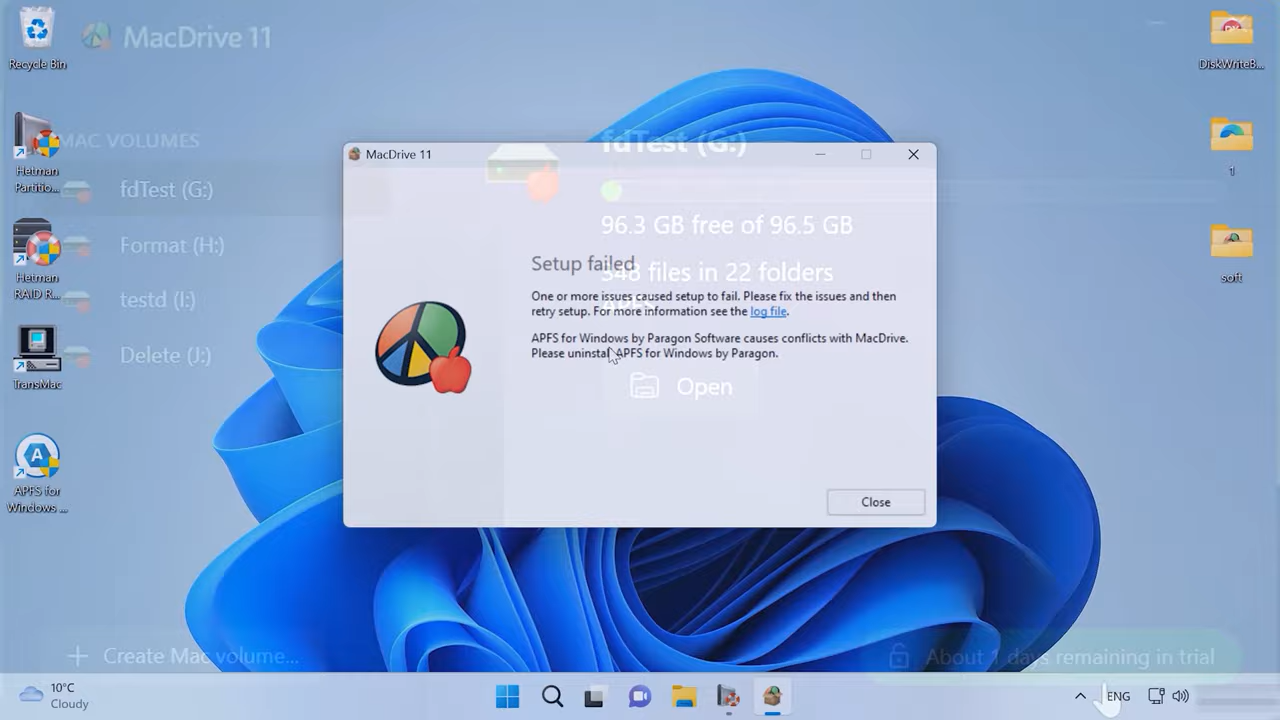 MacDrive 11
Recycle Bin
DiskWriteB...
MAC VOLUMES
fdTest (G:)
MacDrive 11
Hetman
Partitio...
1
fdTest (G:)
96.3 GB free of 96.5 GB
Format (H:)
Setup failed
348 files in 22 folders
Hetman
RAID R...
soft
One or more issues caused setup to fail. Please fix the issues and then
retry setup. For more information see the log file.
APFS
testd (I:)
APFS for Windows by Paragon Software causes conflicts with MacDrive.
Please uninstall APFS for Windows by Paragon.
Delete (J:)
TransMac
Open
APFS for
Windows ...
Close
Create Mac volume...
About 1 days remaining in trial
10°C
Cloudy
ENG